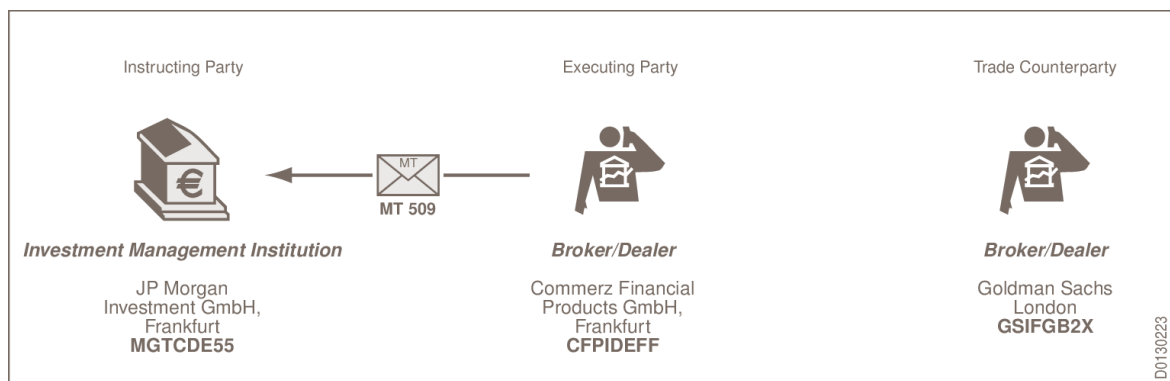 Instructing Party
Executing Party
Trade Counterparty
€
MT
MT 509
Investment Management Institution
Broker/Dealer
Broker/Dealer
JP Morgan
Investment GmbH,
Frankfurt
MGTCDE55
Commerz Financial
Products GmbH,
Frankfurt
CFPIDEFF
Goldman Sachs
London
GSIFGB2X
D0130223